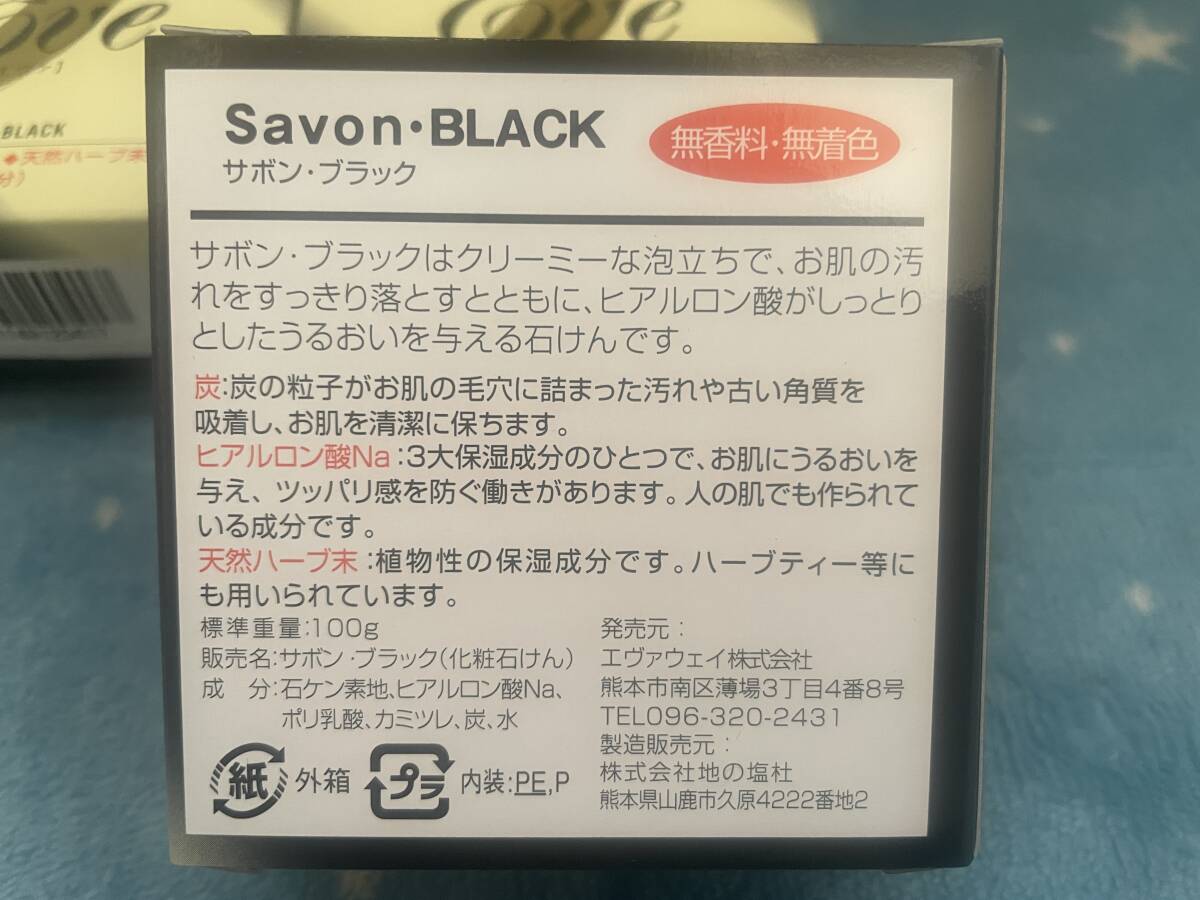 ove
ve
BLACK
◆天然ハーブ末
分)
Savon・BLACK
サボン・ブラック
無香料・無着色
サボン・ブラックはクリーミーな泡立ちで、お肌の汚
れをすっきり落とすとともに、ヒアルロン酸がしっとり
としたうるおいを与える石けんです。
炭:炭の粒子がお肌の毛穴に詰まった汚れや古い角質を
吸着し、お肌を清潔に保ちます。
ヒアルロン酸Na:3大保湿成分のひとつで、お肌にうるおいを
与え、ツッパリ感を防ぐ働きがあります。人の肌でも作られて
いる成分です。
天然ハーブ末:植物性の保湿成分です。ハーブティー等に
も用いられています。
標準重量:100g
販売名:サボン・ブラック(化粧石けん)
成 分:石ケン素地、ヒアルロン酸Na、
ポリ乳酸、カミツレ、炭、水
紙 外箱 プラ 内装:PE,P
発売元:
エヴァウェイ株式会社
熊本市南区薄場3丁目4番8号
TEL096-320-2431
製造販売元:
株式会社地の塩社
熊本県山鹿市久原4222番地2